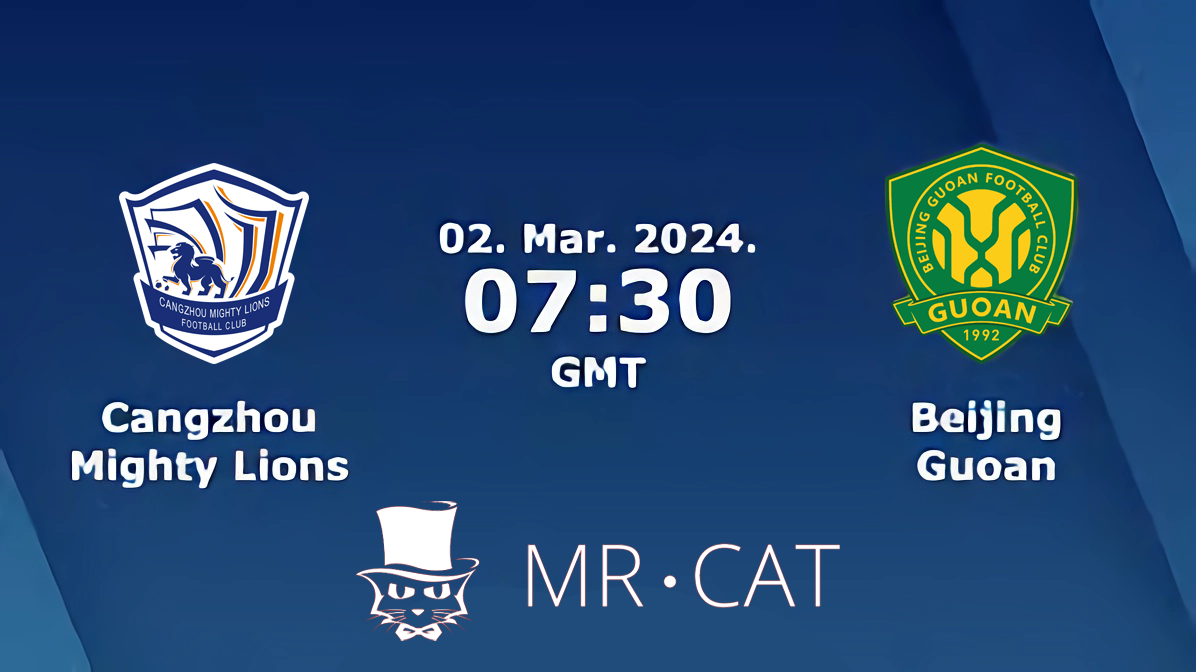 CANGZHOU MIGHTY LIONS
FOOTBALL CLUB
Cangzhou
Mighty Lions
02. Mar. 2024.
07:30
GMT
BEIJING GUOAN FOOTBALL CLUB
GUOAN
1992
Beijing
Guoan
MR·CAT